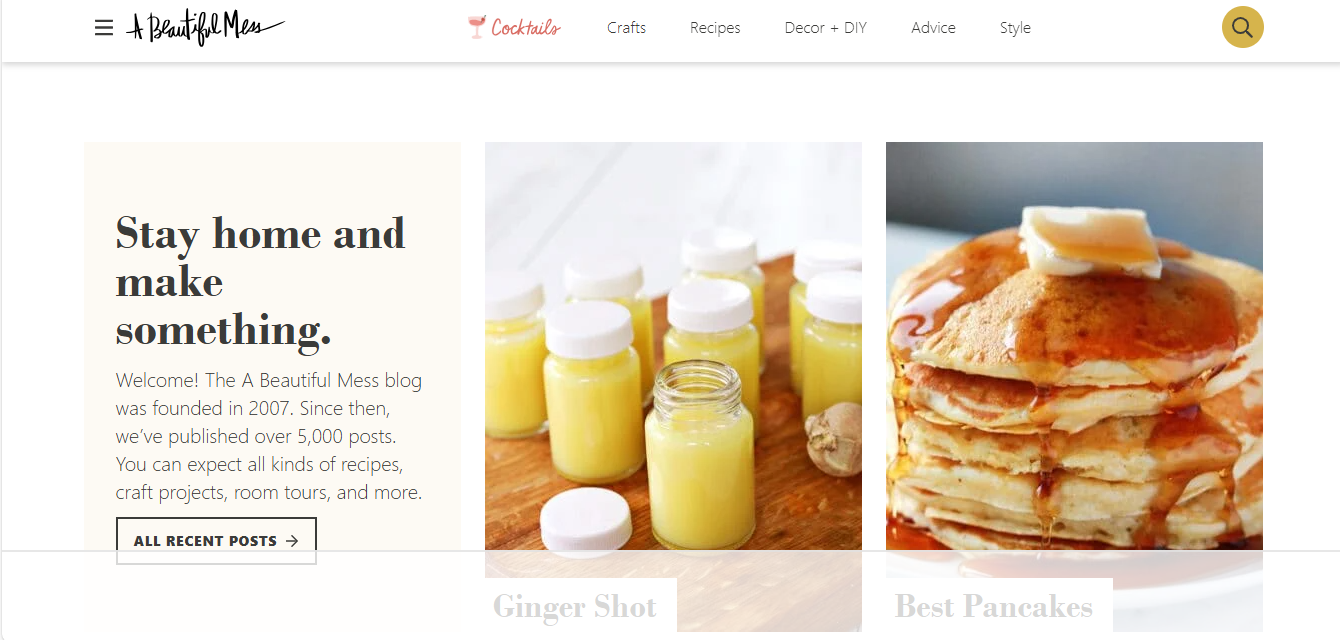 A Beautiful Mess
Cocktails
Crafts
Recipes
Decor + DIY
Advice
Style
Stay home and
make
something.
Welcome! The A Beautiful Mess blog
was founded in 2007. Since then,
we’ve published over 5,000 posts.
You can expect all kinds of recipes,
craft projects, room tours, and more.
ALL RECENT POSTS →
Ginger Shot
Best Pancakes